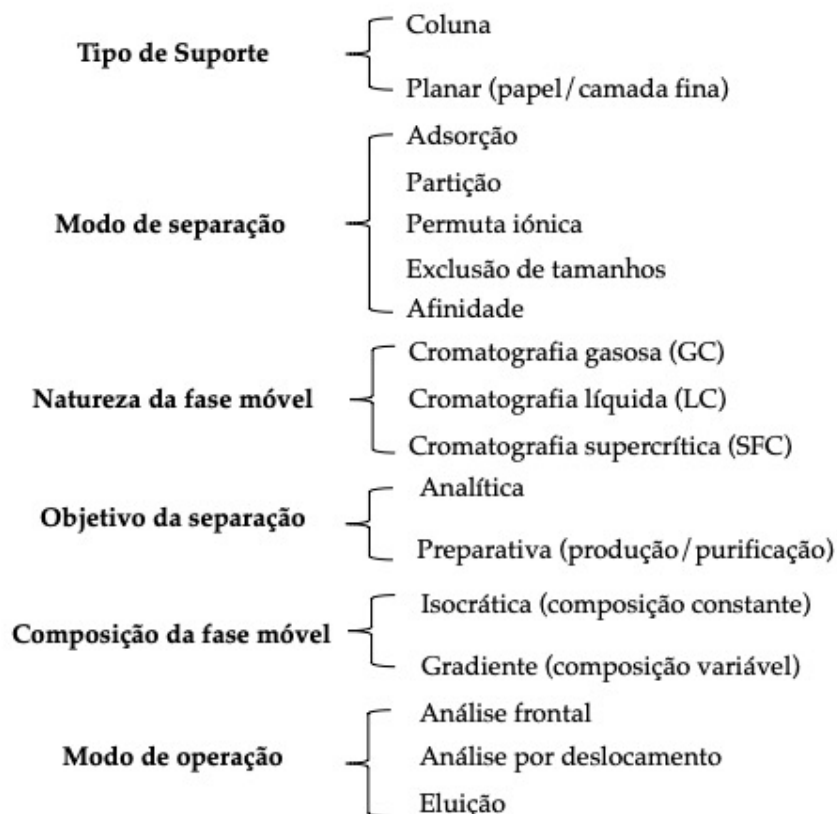 Tipo de Suporte
Coluna
Planar (papel/camada fina)
Modo de separação
Adsorção
Partição
Permuta iónica
Exclusão de tamanhos
Afinidade
Natureza da fase móvel
Cromatografia gasosa (GC)
Cromatografia líquida (LC)
Cromatografia supercrítica (SFC)
Objetivo da separação
Analítica
Preparativa (produção/purificação)
Composição da fase móvel
Isocrática (composição constante)
Gradiente (composição variável)
Modo de operação
Análise frontal
Análise por deslocamento
Eluição